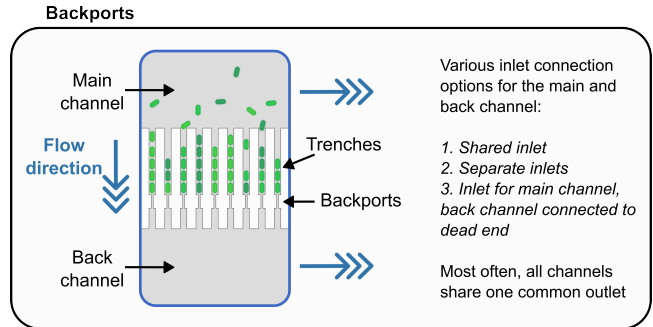 Backports
Main
channel
Flow
direction
Trenches
Backports
Back
channel
Various inlet connection
options for the main and
back channel:
1. Shared inlet
2. Separate inlets
3. Inlet for main channel,
back channel connected to
dead end
Most often, all channels
share one common outlet